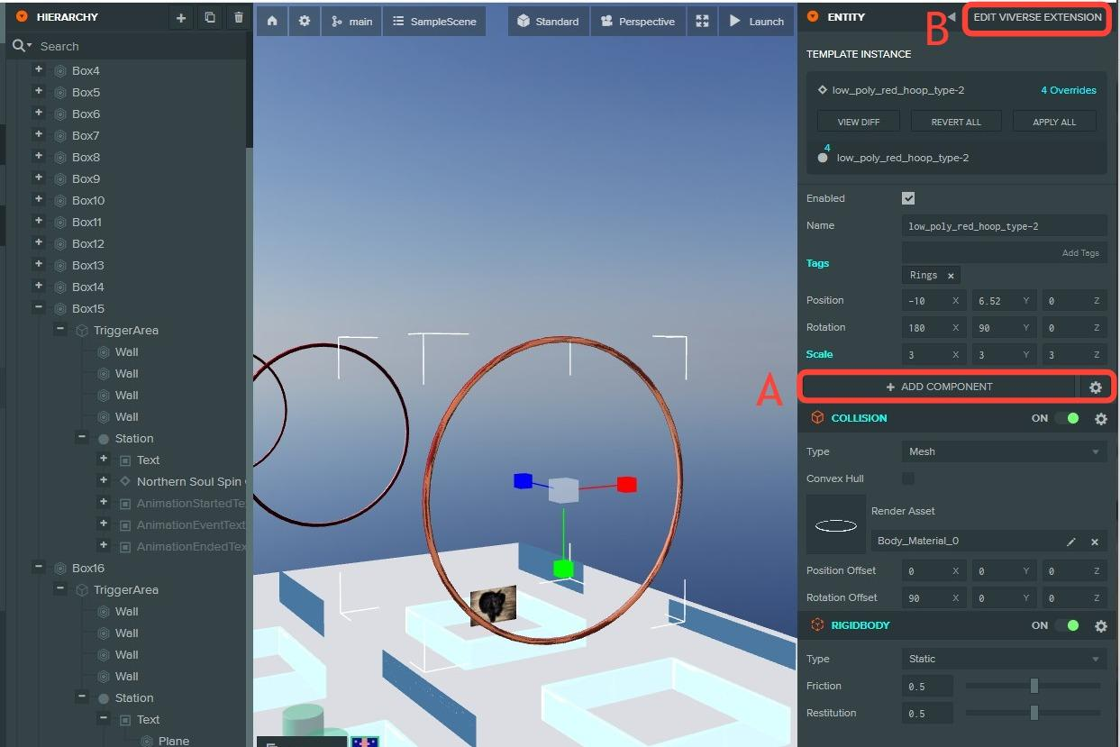 HIERARCHY
Search
Box4
Box5
Box6
Box7
Box8
Box9
Box10
Box11
Box12
Box13
Box14
Box15
TriggerArea
Wall
Wall
Wall
Wall
Station
Text
Northern Soul Spin
AnimationStartedTe
AnimationEventText
AnimationEndedTex
Box16
TriggerArea
Wall
Wall
Wall
Wall
Station
Text
Plane
main
SampleScene
Standard
Perspective
Launch
A
B
ENTITY
EDIT VIVERSE EXTENSION
TEMPLATE INSTANCE
low_poly_red_hoop_type-2 4 Overrides
VIEW DIFF REVERT ALL APPLY ALL
4
low_poly_red_hoop_type-2
Enabled
Name low_poly_red_hoop_type-2
Tags Add Tags
Rings ×
Position -10 X 6.52 Y 0 Z
Rotation 180 X 90 Y 0 Z
Scale 3 X 3 Y 3 Z
+ ADD COMPONENT
COLLISION ON
Type Mesh
Convex Hull
Render Asset
Body_Material_0
Position Offset 0 X 0 Y 0 Z
Rotation Offset 90 X 0 Y 0 Z
RIGIDBODY ON
Type Static
Friction 0.5
Restitution 0.5